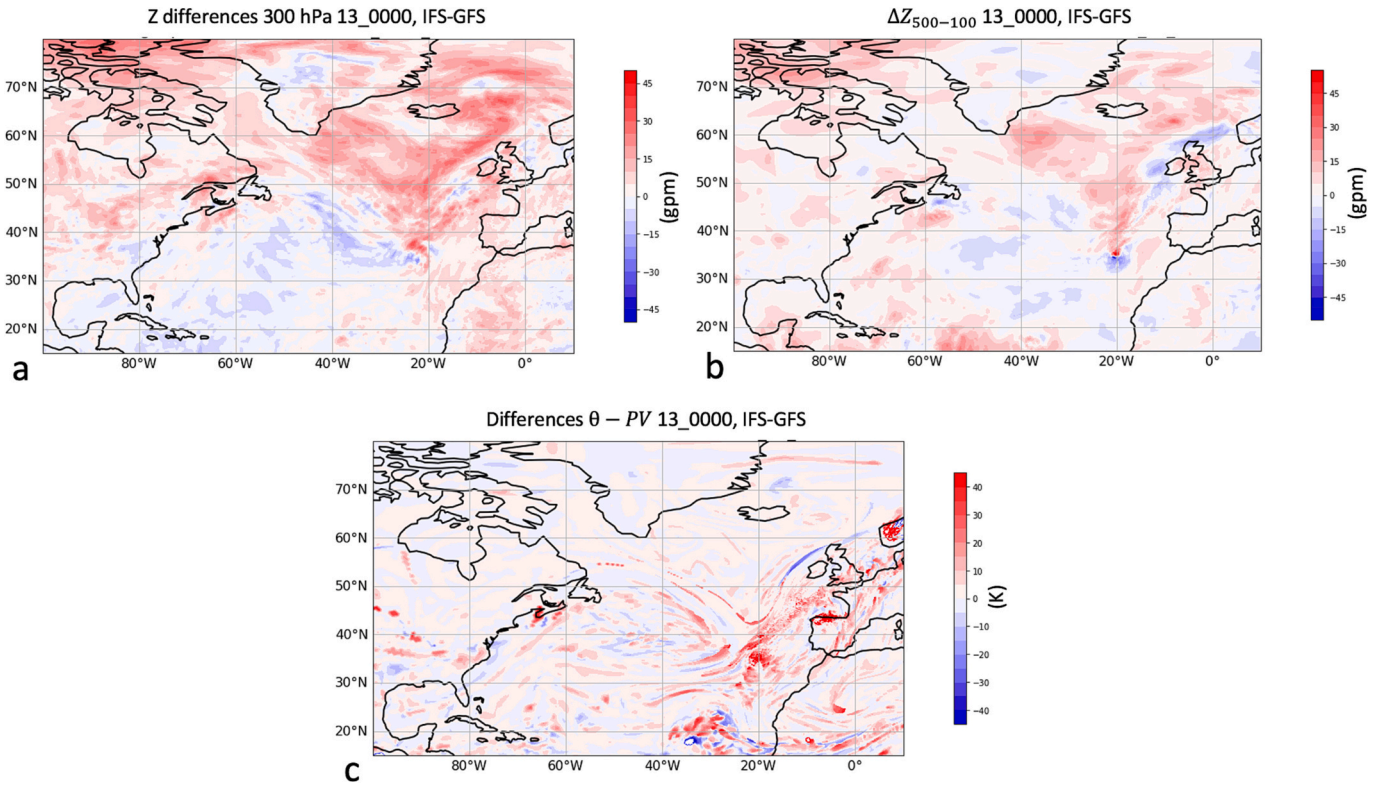 Z differences 300 hPa 13_0000, IFS-GFS
70°N
60°N
50°N
40°N
30°N
20°N
80°W 60°W 40°W 20°W 0°
45
30
15
0
−15
−30
−45
(gpm)
a
ΔZ500−100 13_0000, IFS-GFS
70°N
60°N
50°N
40°N
30°N
20°N
80°W 60°W 40°W 20°W 0°
45
30
15
0
−15
−30
−45
(gpm)
b
Differences θ − PV 13_0000, IFS-GFS
70°N
60°N
50°N
40°N
30°N
20°N
80°W 60°W 40°W 20°W 0°
40
30
20
10
0
−10
−20
−30
−40
(K)
c